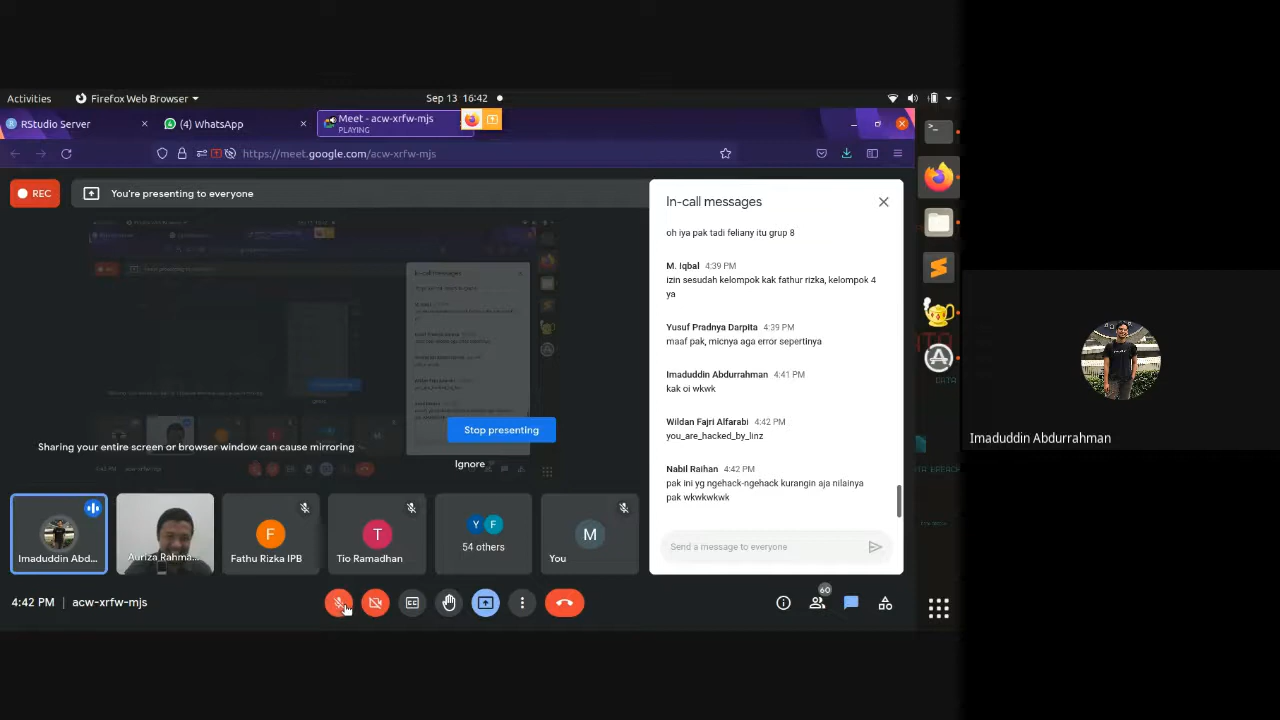 Activities
Firefox Web Browser
Sep 13 16:42
RStudio Server
(4) WhatsApp
Meet - acw-xrfw-mjs
PLAYING
https://meet.google.com/acw-xrfw-mjs
REC
You're presenting to everyone
In-call messages
oh iya pak tadi feliany itu grup 8
M. Iqbal 4:39 PM
izin sesudah kelompok kak fathur rizka, kelompok 4
ya
Yusuf Pradnya Darpita 4:39 PM
maaf pak, micnya aga error sepertinya
Imaduddin Abdurrahman 4:41 PM
kak oi wkwk
Wildan Fajri Alfarabi 4:42 PM
you_are_hacked_by_linz
Nabil Raihan 4:42 PM
pak ini yg ngehack-ngehack kurangin aja nilainya
pak wkwkwkwk
Send a message to everyone
Stop presenting
Sharing your entire screen or browser window can cause mirroring
Ignore
Imaduddin Abd...
Auriza Rahma...
F
Fathu Rizka IPB
T
Tio Ramadhan
Y F
54 others
M
You
4:42 PM | acw-xrfw-mjs
60
Imaduddin Abdurrahman